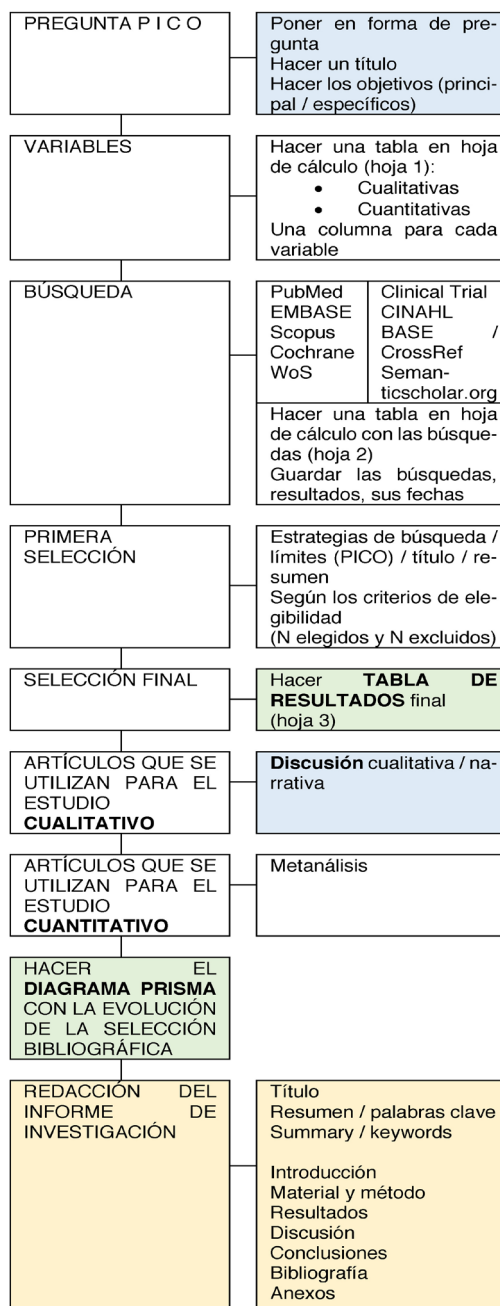 PREGUNTA P I C O
Poner en forma de pre-
gunta
Hacer un título
Hacer los objetivos (princi-
pal / específicos)
VARIABLES
Hacer una tabla en hoja
de cálculo (hoja 1):
• Cualitativas
• Cuantitativas
Una columna para cada
variable
BÚSQUEDA
PubMed
EMBASE
Scopus
Cochrane
WoS
Clinical Trial
CINAHL
BASE /
CrossRef
Seman-
ticscholar.org
Hacer una tabla en hoja
de cálculo con las búsque-
das (hoja 2)
Guardar las búsquedas,
resultados, sus fechas
PRIMERA
SELECCIÓN
Estrategias de búsqueda /
límites (PICO) / título / re-
sumen
Según los criterios de ele-
gibilidad
(N elegidos y N excluidos)
SELECCIÓN FINAL
Hacer TABLA DE
RESULTADOS final
(hoja 3)
ARTÍCULOS QUE SE
UTILIZAN PARA EL
ESTUDIO
CUALITATIVO
Discusión cualitativa / na-
rrativa
ARTÍCULOS QUE SE
UTILIZAN PARA EL
ESTUDIO
CUANTITATIVO
Metanálisis
HACER EL
DIAGRAMA PRISMA
CON LA EVOLUCIÓN
DE LA SELECCIÓN
BIBLIOGRÁFICA
REDACCIÓN DEL
INFORME DE
INVESTIGACIÓN
Título
Resumen / palabras clave
Summary / keywords
Introducción
Material y método
Resultados
Discusión
Conclusiones
Bibliografía
Anexos